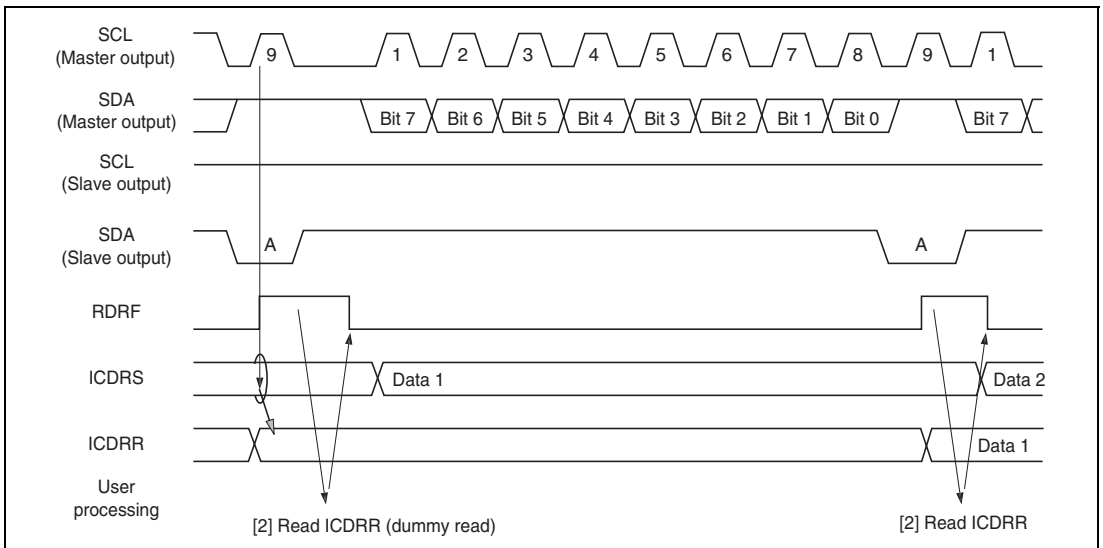 SCL
(Master output)
9 1 2 3 4 5 6 7 8 9 1
SDA
(Master output)
Bit 7 Bit 6 Bit 5 Bit 4 Bit 3 Bit 2 Bit 1 Bit 0 Bit 7
SCL
(Slave output)
SDA
(Slave output)
A A
RDRF
ICDRS
Data 1 Data 2
ICDRR
Data 1
User
processing
[2] Read ICDRR (dummy read) [2] Read ICDRR